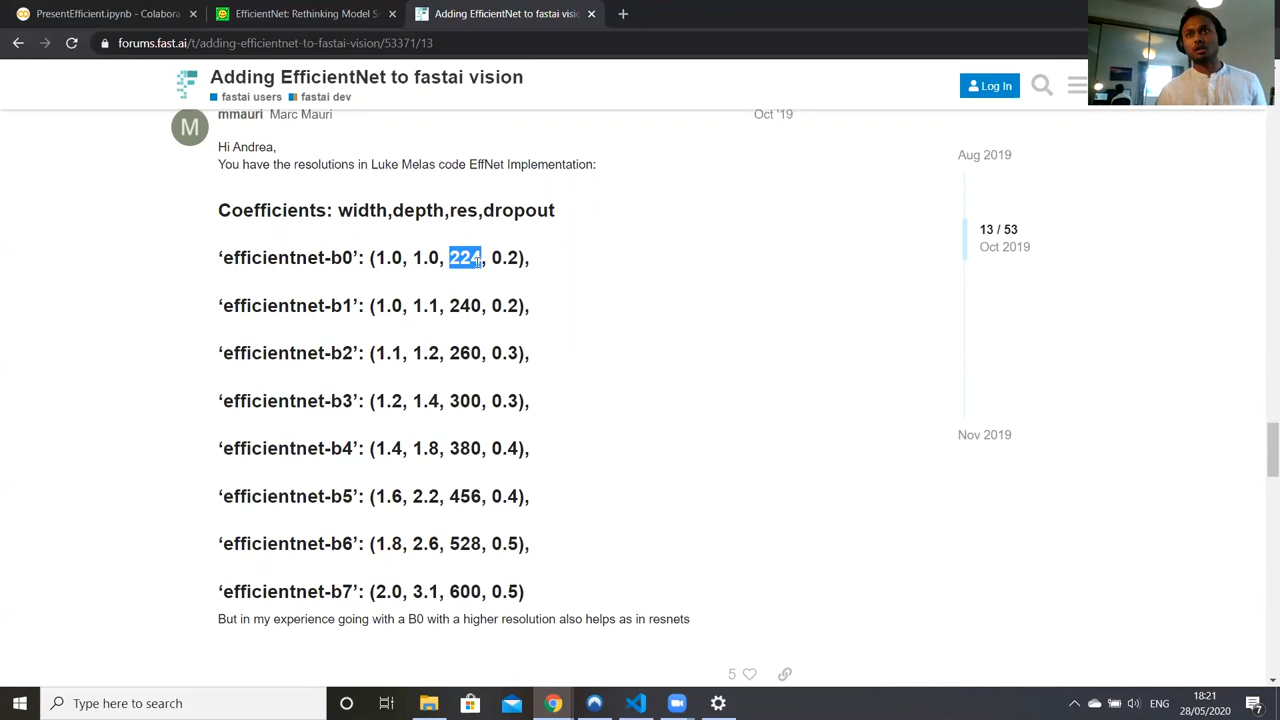 PresentEfficient.ipynb - Colabora
EfficientNet: Rethinking Model Sc
Adding EfficientNet to fastai visi
forums.fast.ai/t/adding-efficientnet-to-fastai-vision/53371/13
Adding EfficientNet to fastai vision
fastai users fastai dev
Log In
mmauri Marc Mauri
Oct '19
M
Hi Andrea,
You have the resolutions in Luke Melas code EffNet Implementation:
Coefficients: width,depth,res,dropout
‘efficientnet-b0’: (1.0, 1.0, 224, 0.2),
‘efficientnet-b1’: (1.0, 1.1, 240, 0.2),
‘efficientnet-b2’: (1.1, 1.2, 260, 0.3),
‘efficientnet-b3’: (1.2, 1.4, 300, 0.3),
‘efficientnet-b4’: (1.4, 1.8, 380, 0.4),
‘efficientnet-b5’: (1.6, 2.2, 456, 0.4),
‘efficientnet-b6’: (1.8, 2.6, 528, 0.5),
‘efficientnet-b7’: (2.0, 3.1, 600, 0.5)
But in my experience going with a B0 with a higher resolution also helps as in resnets
5
Aug 2019
13 / 53
Oct 2019
Nov 2019
Type here to search
ENG
18:21
28/05/2020
7